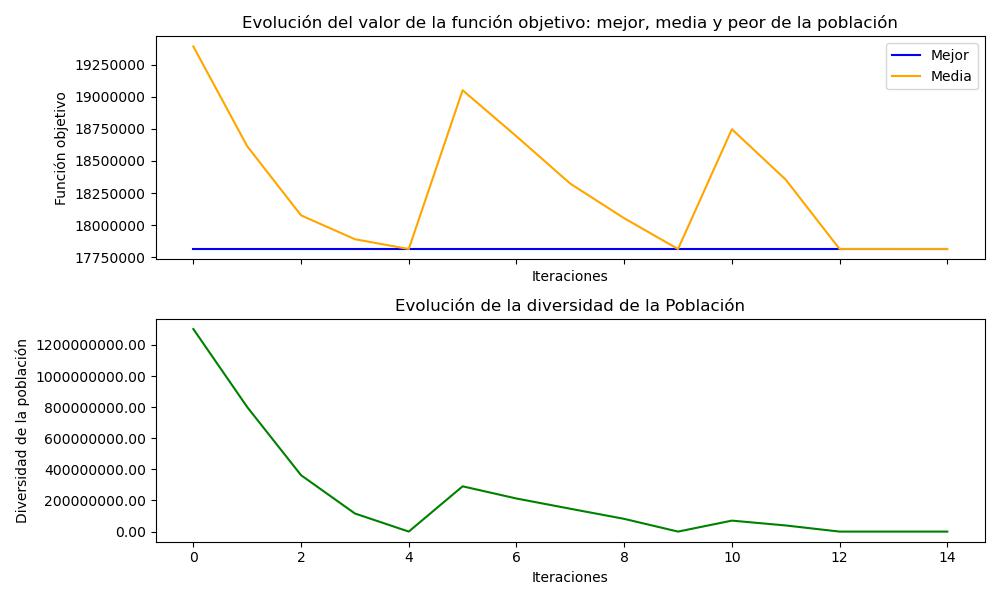 Evolución del valor de la función objetivo: mejor, media y peor de la población
Mejor
Media
Función objetivo
19250000
19000000
18750000
18500000
18250000
18000000
17750000
Iteraciones
Evolución de la diversidad de la Población
Diversidad de la población
1200000000.00
1000000000.00
800000000.00
600000000.00
400000000.00
200000000.00
0.00
0 2 4 6 8 10 12 14
Iteraciones